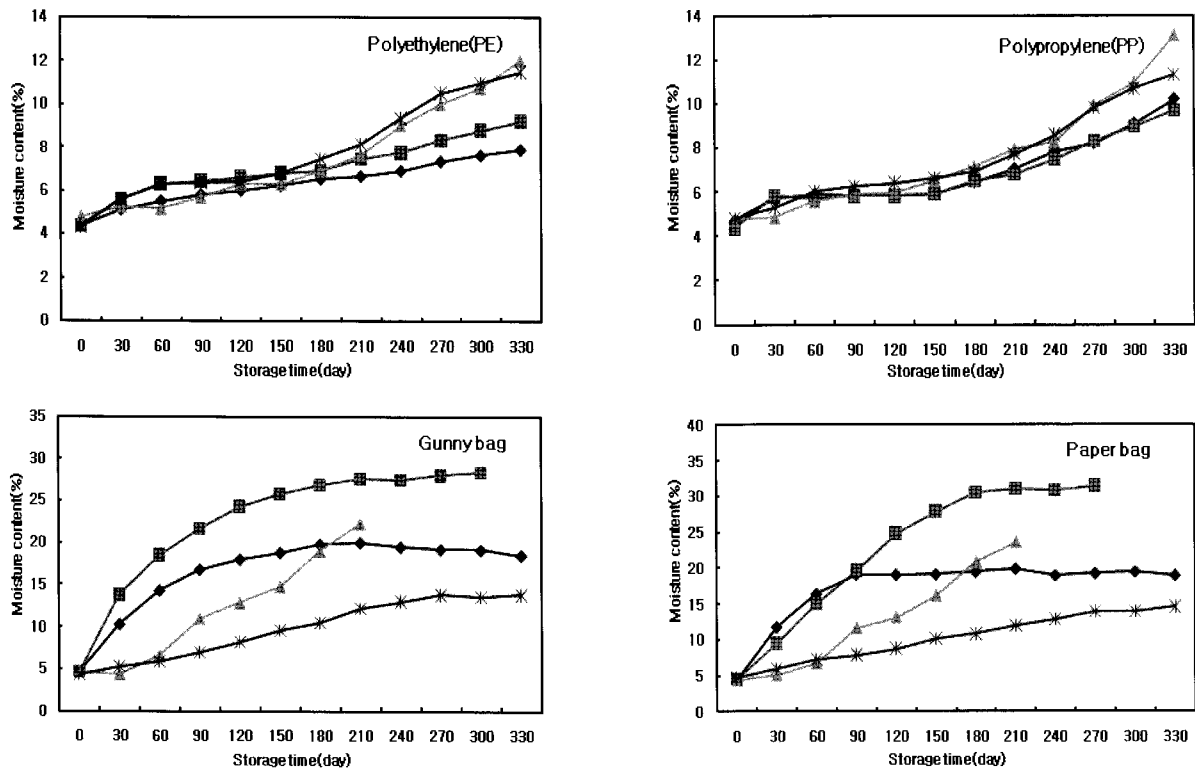 14
12
10
8
6
4
2
0
Moisture content(%)
Polyethylene(PE)
0 30 60 90 120 150 180 210 240 270 300 330
Storage time(day)
14
12
10
8
6
4
2
0
Moisture content(%)
Polypropylene(PP)
0 30 60 90 120 150 180 210 240 270 300 330
Storage time(day)
35
30
25
20
15
10
5
0
Moisture content(%)
Gunny bag
0 30 60 90 120 150 180 210 240 270 300 330
Storage time(day)
40
35
30
25
20
15
10
5
0
Moisture content(%)
Paper bag
0 30 60 90 120 150 180 210 240 270 300 330
Storage time(day)